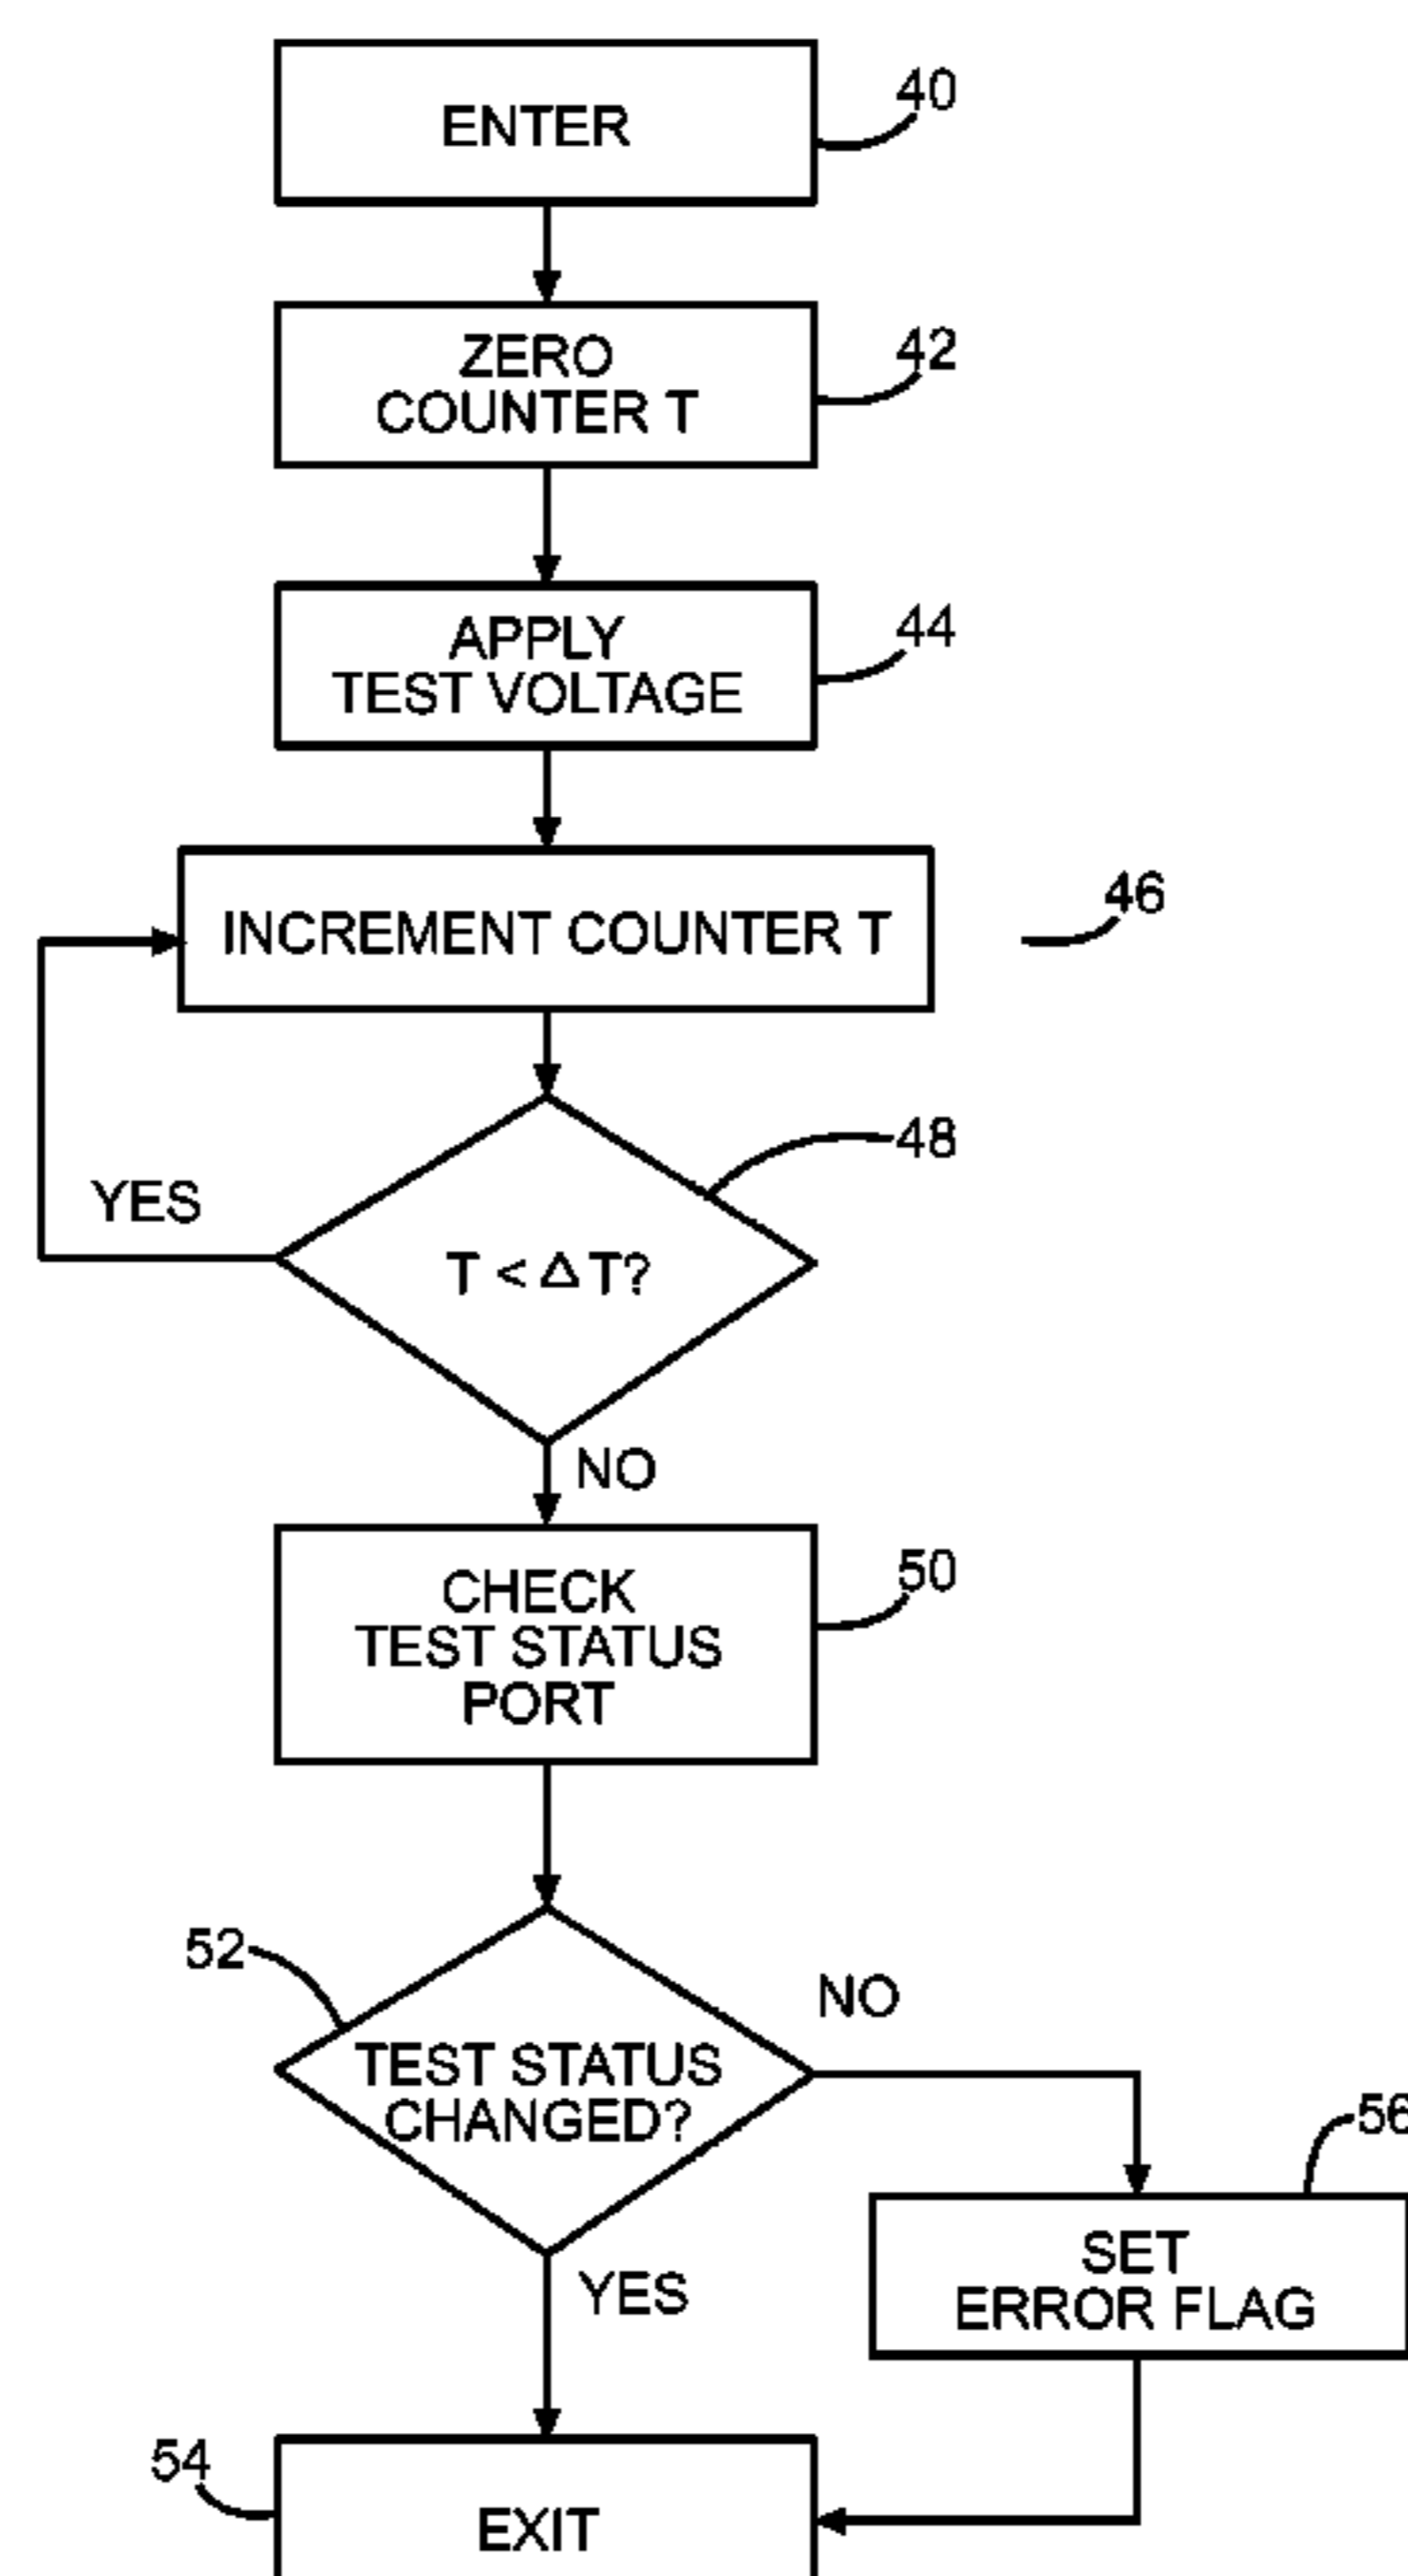 ENTER
40
ZERO
COUNTER T
42
APPLY
TEST VOLTAGE
44
INCREMENT COUNTER T
46
48
YES
T < Δ T?
NO
CHECK
TEST STATUS
PORT
50
52
NO
TEST STATUS
CHANGED?
56
SET
ERROR FLAG
YES
54
EXIT